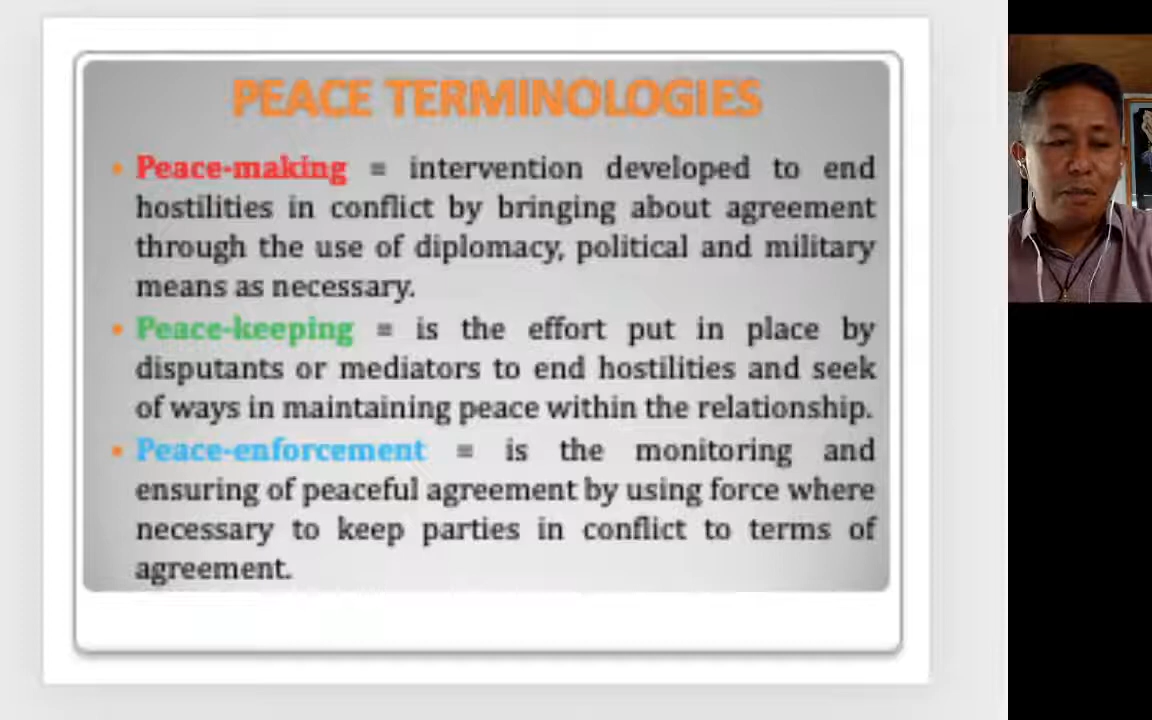 PEACE TERMINOLOGIES
• Peace-making = intervention developed to end
hostilities in conflict by bringing about agreement
through the use of diplomacy, political and military
means as necessary.
• Peace-keeping = is the effort put in place by
disputants or mediators to end hostilities and seek
of ways in maintaining peace within the relationship.
• Peace-enforcement = is the monitoring and
ensuring of peaceful agreement by using force where
necessary to keep parties in conflict to terms of
agreement.